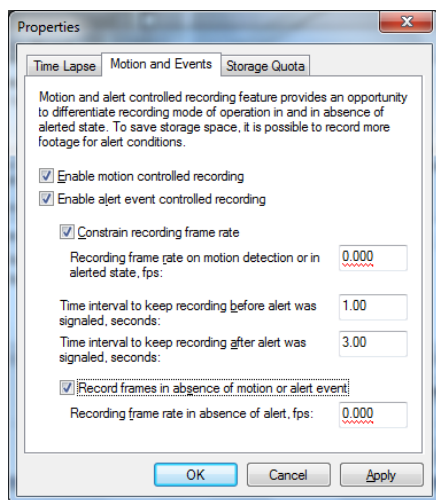 Properties
Time Lapse Motion and Events Storage Quota
Motion and alert controlled recording feature provides an opportunity
to differentiate recording mode of operation in and in absence of
alerted state. To save storage space, it is possible to record more
footage for alert conditions.
Enable motion controlled recording
Enable alert event controlled recording
Constrain recording frame rate
Recording frame rate on motion detection or in
alerted state, fps:
0.000
Time interval to keep recording before alert was
signaled, seconds:
1.00
Time interval to keep recording after alert was
signaled, seconds:
3.00
Record frames in absence of motion or alert event
Recording frame rate in absence of alert, fps:
0.000
OK Cancel Apply